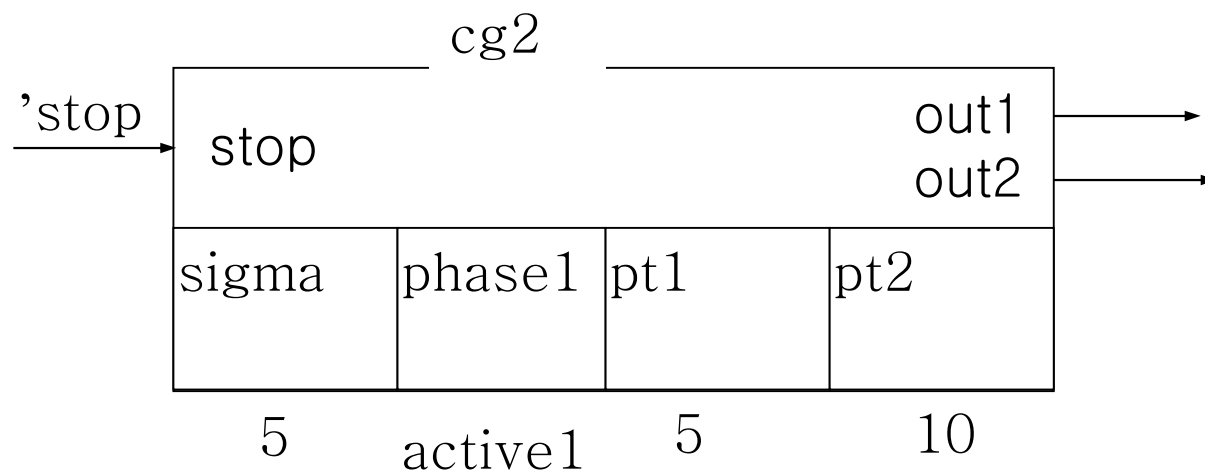 cg2
’stop
stop
out1
out2
sigma phase1 pt1 pt2
5 active1 5 10